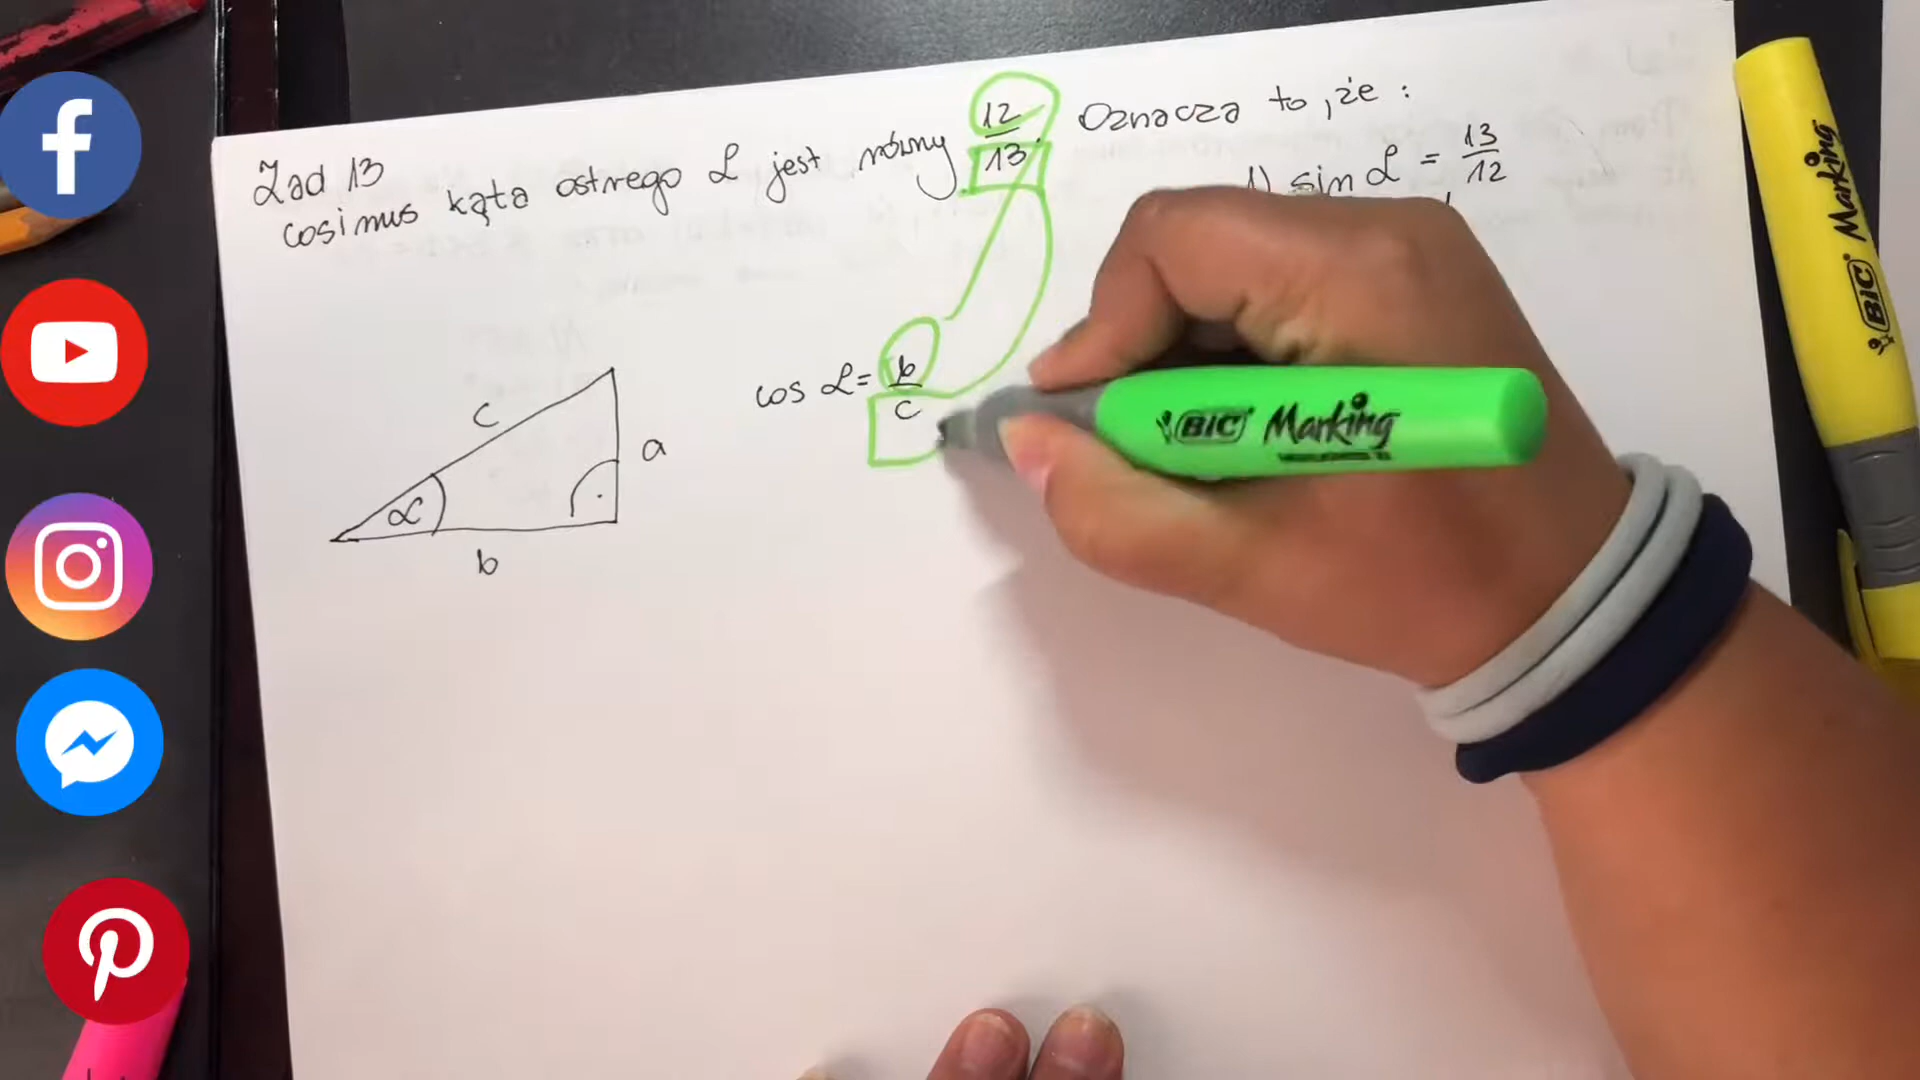 Zad 13
cosinus kąta ostrego α jest równy 12/13. Oznacza to, że:
1) sin α = 13/12
cos α = b/c
c
a
α
b
BIC Marking
BIC Marking